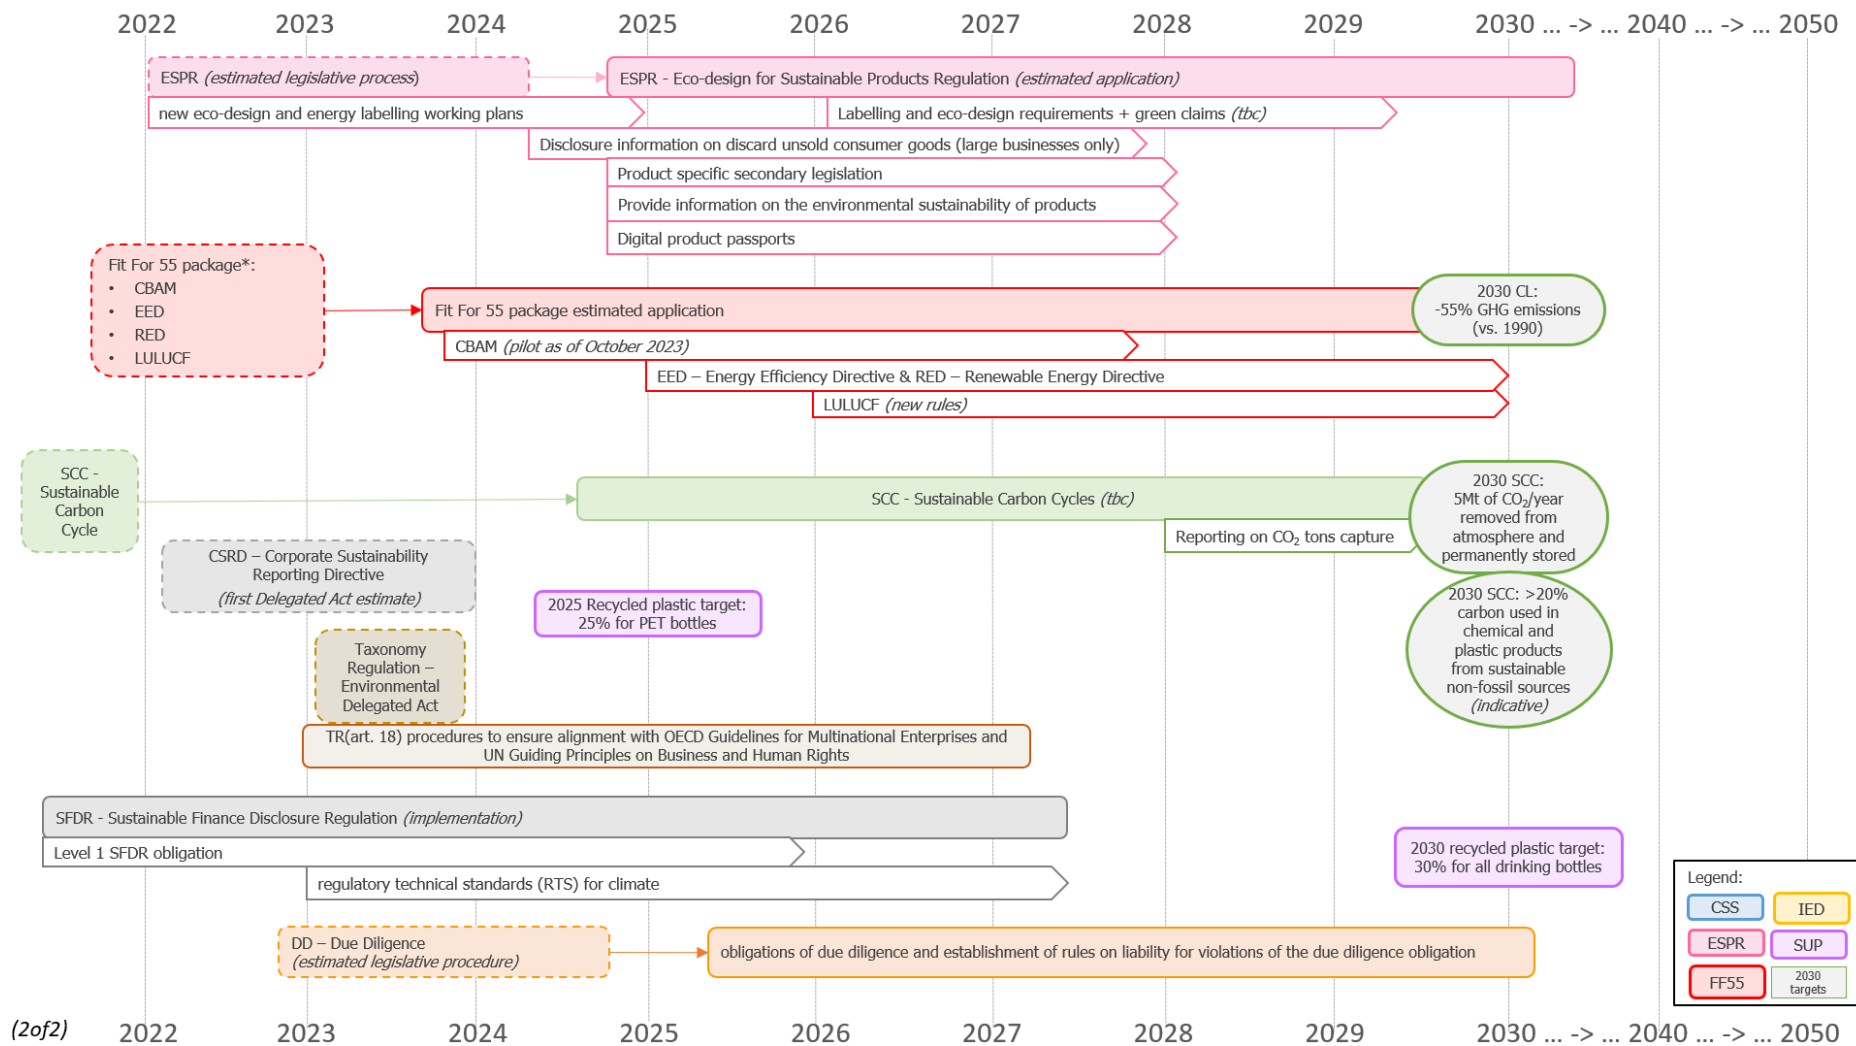 2022 2023 2024 2025 2026 2027 2028 2029 2030 ... -> ... 2040 ... -> ... 2050
ESPR (estimated legislative process)
ESPR - Eco-design for Sustainable Products Regulation (estimated application)
new eco-design and energy labelling working plans
Labelling and eco-design requirements + green claims (tbc)
Disclosure information on discard unsold consumer goods (large businesses only)
Product specific secondary legislation
Provide information on the environmental sustainability of products
Digital product passports
Fit For 55 package*:
• CBAM
• EED
• RED
• LULUCF
Fit For 55 package estimated application
2030 CL:
-55% GHG emissions
(vs. 1990)
CBAM (pilot as of October 2023)
EED – Energy Efficiency Directive & RED – Renewable Energy Directive
LULUCF (new rules)
SCC -
Sustainable
Carbon
Cycle
SCC - Sustainable Carbon Cycles (tbc)
2030 SCC:
5Mt of CO₂/year
removed from
atmosphere and
permanently stored
Reporting on CO₂ tons capture
CSRD – Corporate Sustainability
Reporting Directive
(first Delegated Act estimate)
2025 Recycled plastic target:
25% for PET bottles
2030 SCC: >20%
carbon used in
chemical and
plastic products
from sustainable
non-fossil sources
(indicative)
Taxonomy
Regulation –
Environmental
Delegated Act
TR(art. 18) procedures to ensure alignment with OECD Guidelines for Multinational Enterprises and
UN Guiding Principles on Business and Human Rights
SFDR - Sustainable Finance Disclosure Regulation (implementation)
Level 1 SFDR obligation
regulatory technical standards (RTS) for climate
2030 recycled plastic target:
30% for all drinking bottles
DD – Due Diligence
(estimated legislative procedure)
obligations of due diligence and establishment of rules on liability for violations of the due diligence obligation
Legend:
CSS IED
ESPR SUP
FF55 2030
targets
(2of2)
2022 2023 2024 2025 2026 2027 2028 2029 2030 ... -> ... 2040 ... -> ... 2050